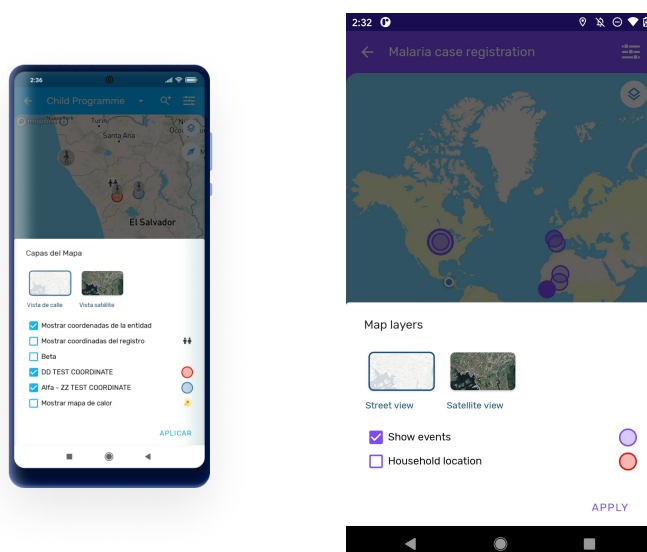 2:36
Child Programme
Santa Ana
El Salvador
Capas del Mapa
Vista de calle
Vista satélite
Mostrar coordenadas de la entidad
Mostrar coordinadas del registro
Beta
DD TEST COORDINATE
Alfa - ZZ TEST COORDINATE
Mostrar mapa de calor
APLICAR
2:32
Malaria case registration
Map layers
Street view
Satellite view
Show events
Household location
APPLY